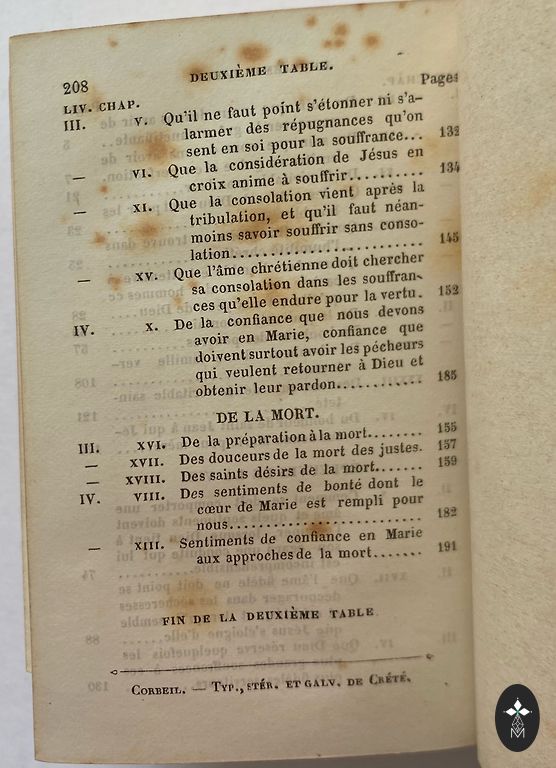 208
DEUXIÈME TABLE.
LIV. CHAP. Pages
III. V. Qu'il ne faut point s'étonner ni s'a-
larmer des répugnances qu'on
sent en soi pour la souffrance... 132
— VI. Que la considération de Jésus en
croix anime à souffrir.......... 134
— XI. Que la consolation vient après la
tribulation, et qu'il faut néan-
moins savoir souffrir sans conso-
lation......................... 145
— XV. Que l'âme chrétienne doit chercher
sa consolation dans les souffran-
ces qu'elle endure pour la vertu. 152
IV. X. De la confiance que nous devons
avoir en Marie, confiance que
doivent surtout avoir les pécheurs
qui veulent retourner à Dieu et
obtenir leur pardon............ 185
DE LA MORT.
III. XVI. De la préparation à la mort....... 155
— XVII. Des douceurs de la mort des justes. 157
— XVIII. Des saints désirs de la mort...... 159
IV. VIII. Des sentiments de bonté dont le
cœur de Marie est rempli pour
nous......................... 182
— XIII. Sentiments de confiance en Marie
aux approches de la mort....... 191
FIN DE LA DEUXIÈME TABLE
CORBEIL. — TYP., STÉR. ET GALV. DE CRÉTÉ.